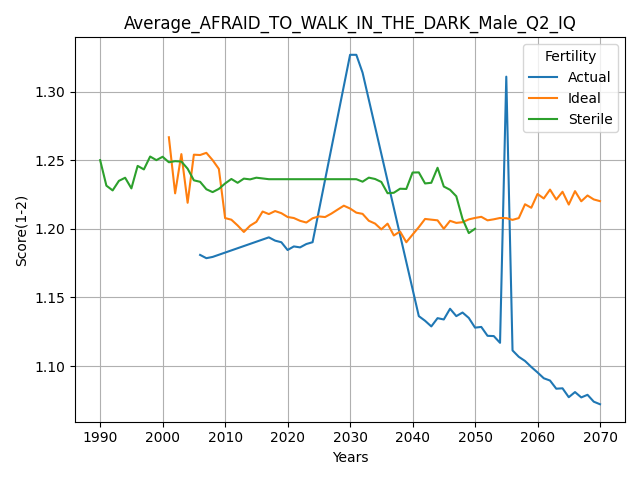 Average_AFRAID_TO_WALK_IN_THE_DARK_Male_Q2_IQ
Fertility
Actual
Ideal
Sterile
Score(1-2)
1.30
1.25
1.20
1.15
1.10
1990 2000 2010 2020 2030 2040 2050 2060 2070
Years